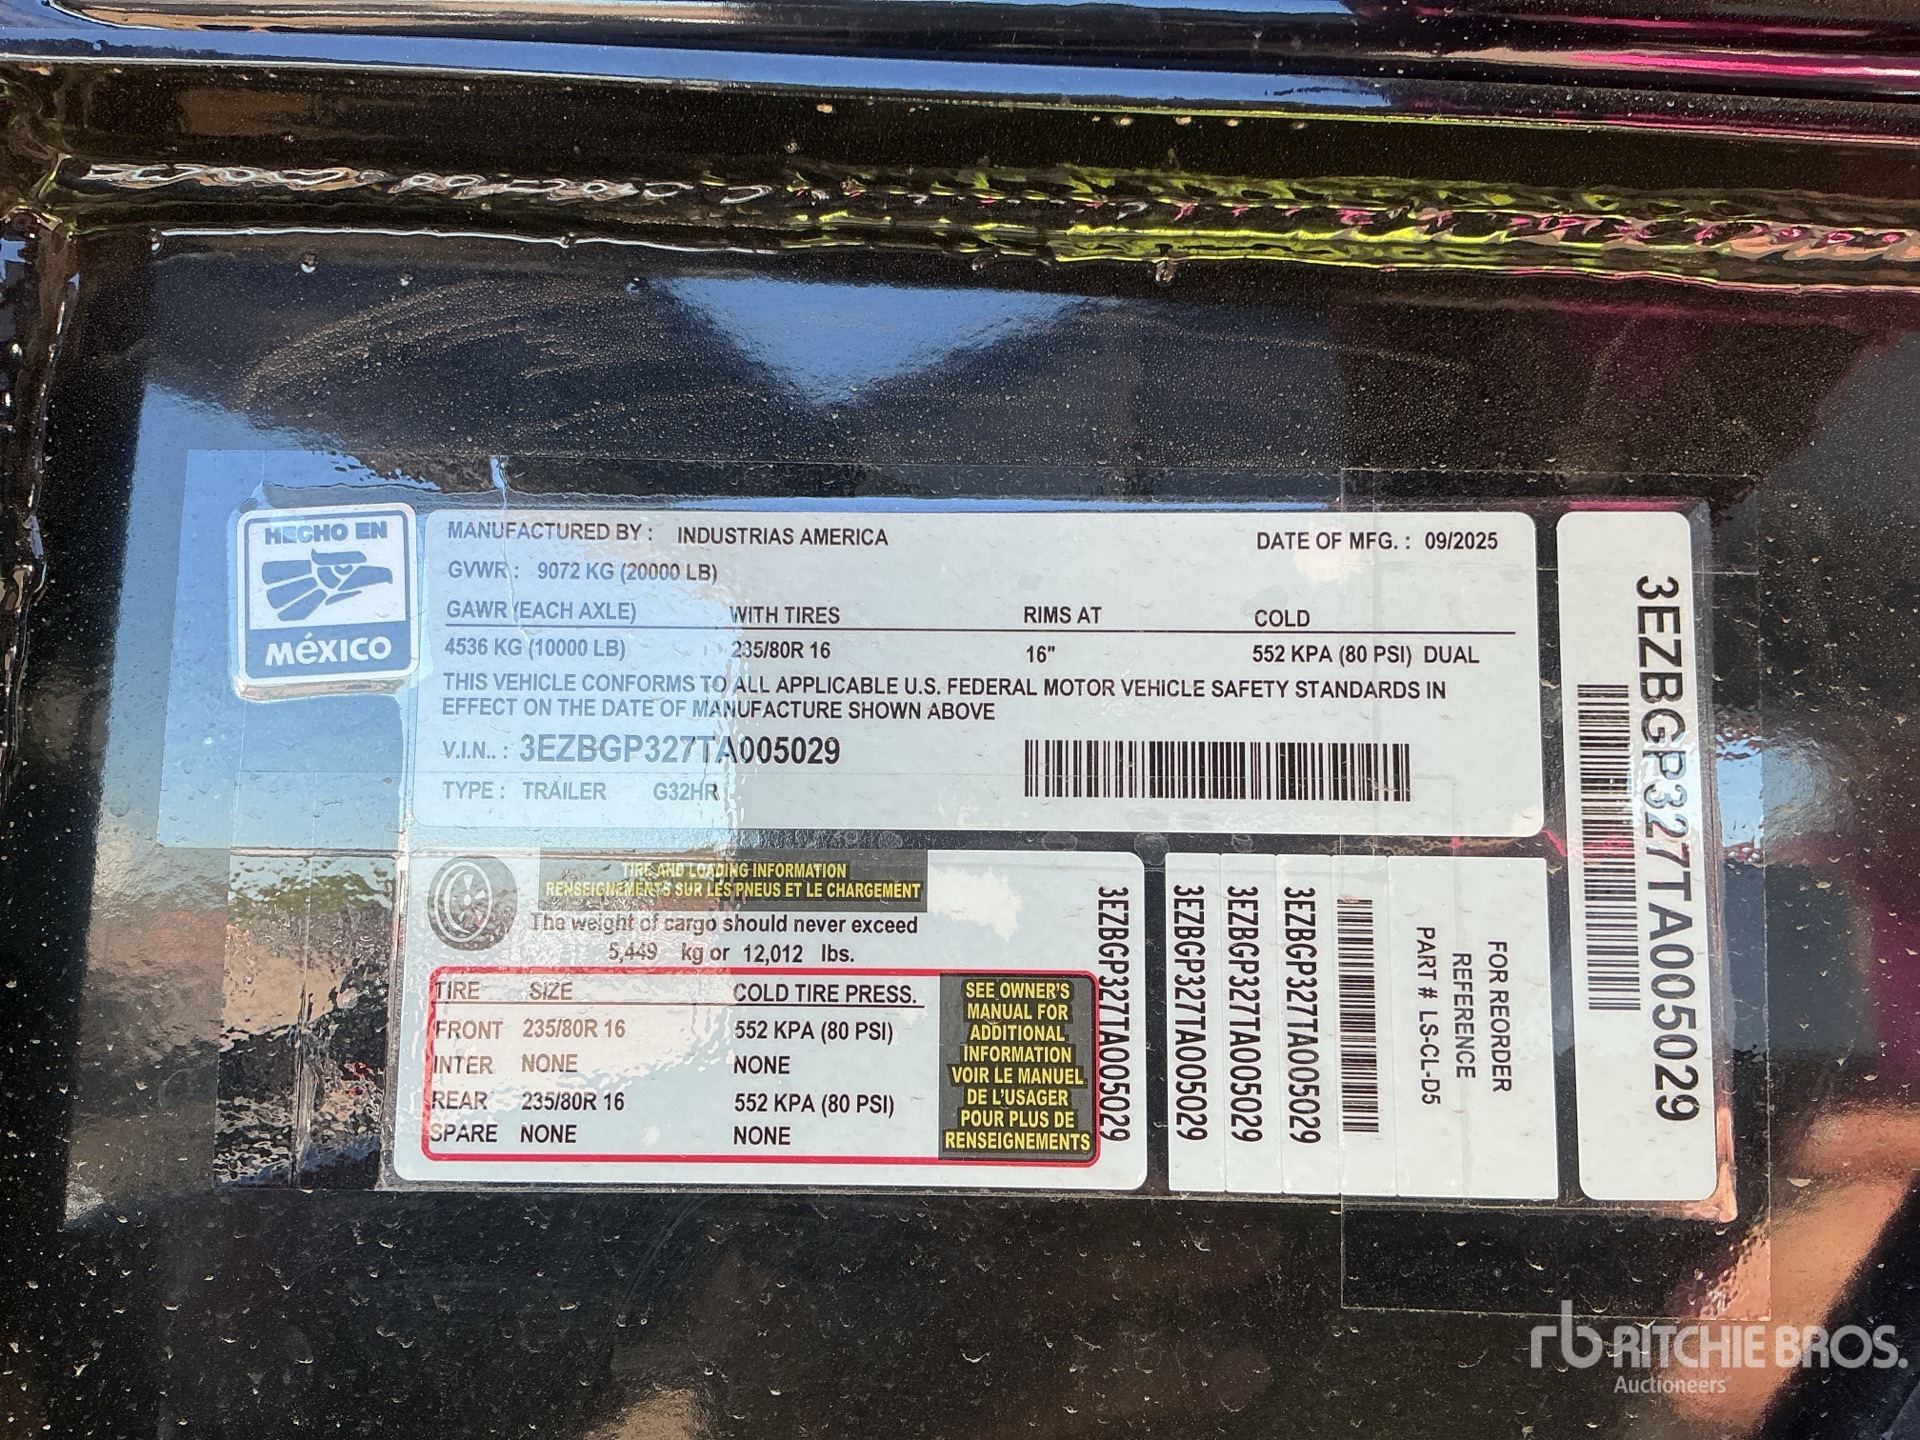 HECHO EN
MéXICO
MANUFACTURED BY : INDUSTRIAS AMERICA DATE OF MFG. : 09/2025
GVWR : 9072 KG (20000 LB)
GAWR (EACH AXLE) WITH TIRES RIMS AT COLD
4536 KG (10000 LB) 235/80R 16 16" 552 KPA (80 PSI) DUAL
THIS VEHICLE CONFORMS TO ALL APPLICABLE U.S. FEDERAL MOTOR VEHICLE SAFETY STANDARDS IN
EFFECT ON THE DATE OF MANUFACTURE SHOWN ABOVE
V.I.N.. : 3EZBGP327TA005029
TYPE : TRAILER G32HR
TIRE AND LOADING INFORMATION
RENSEIGNEMENTS SUR LES PNEUS ET LE CHARGEMENT
The weight of cargo should never exceed
5,449 kg or 12,012 lbs.
TIRE SIZE COLD TIRE PRESS.
FRONT 235/80R 16 552 KPA (80 PSI)
INTER NONE NONE
REAR 235/80R 16 552 KPA (80 PSI)
SPARE NONE NONE
SEE OWNER'S
MANUAL FOR
ADDITIONAL
INFORMATION
VOIR LE MANUEL
DE L'USAGER
POUR PLUS DE
RENSEIGNEMENTS
3EZBGP327TA005029
3EZBGP327TA005029
3EZBGP327TA005029
3EZBGP327TA005029
FOR REORDER
REFERENCE
PART # LS-CL-D5
3EZBGP327TA005029
rb RITCHIE BROS.
Auctioneers